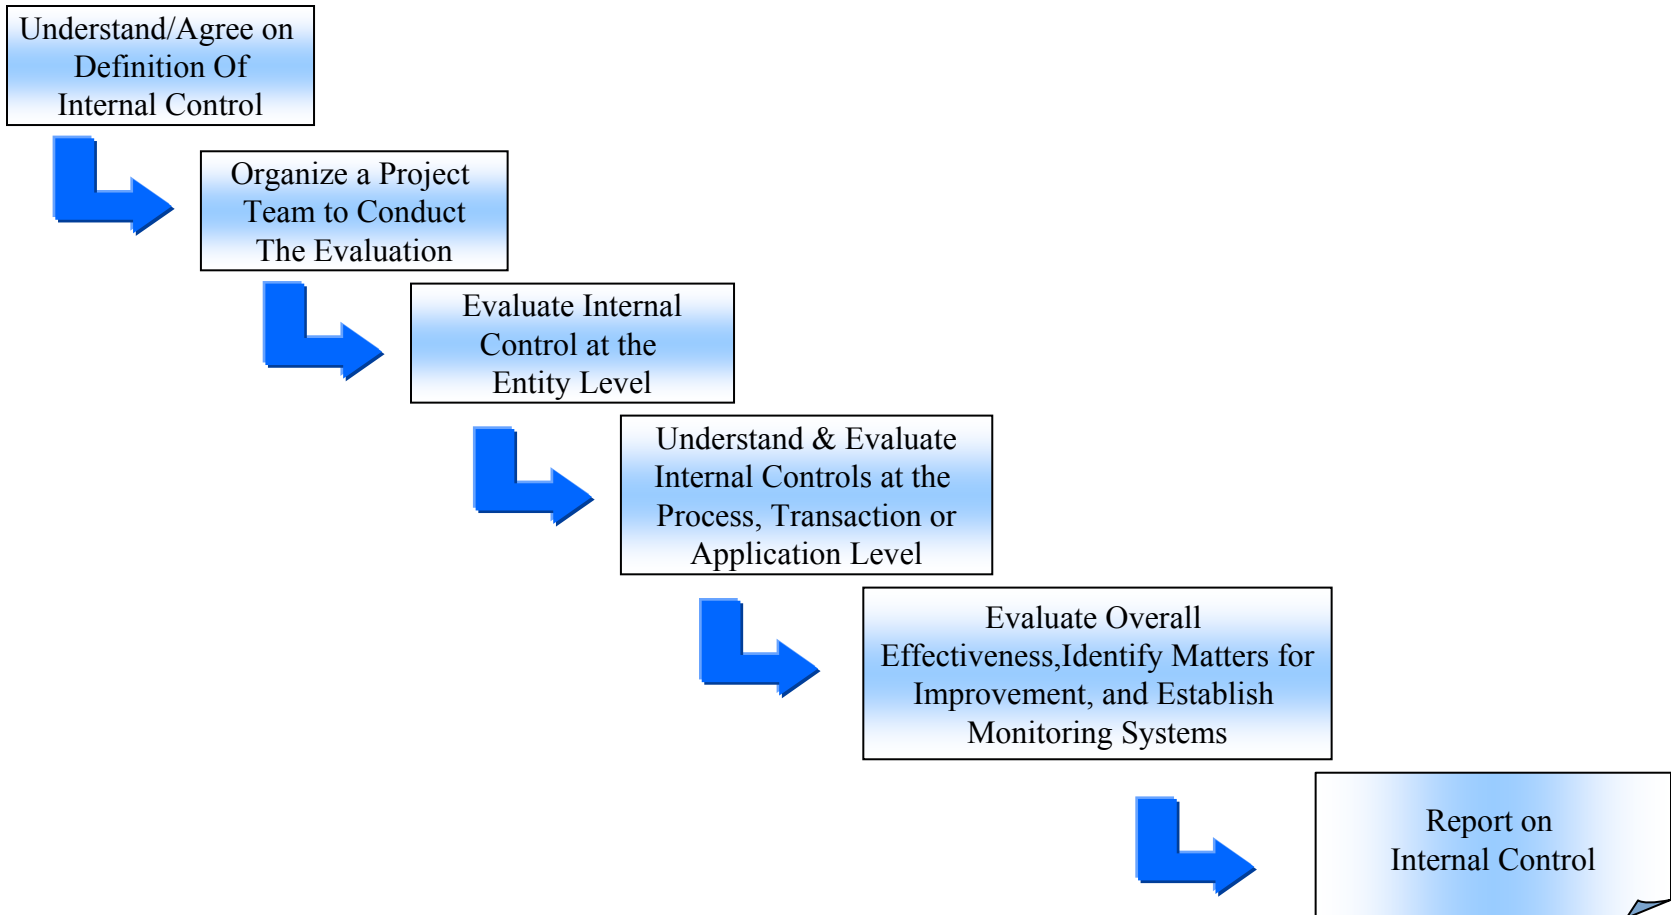 Understand/Agree on
Definition Of
Internal Control
Organize a Project
Team to Conduct
The Evaluation
Evaluate Internal
Control at the
Entity Level
Understand & Evaluate
Internal Controls at the
Process, Transaction or
Application Level
Evaluate Overall
Effectiveness,Identify Matters for
Improvement, and Establish
Monitoring Systems
Report on
Internal Control